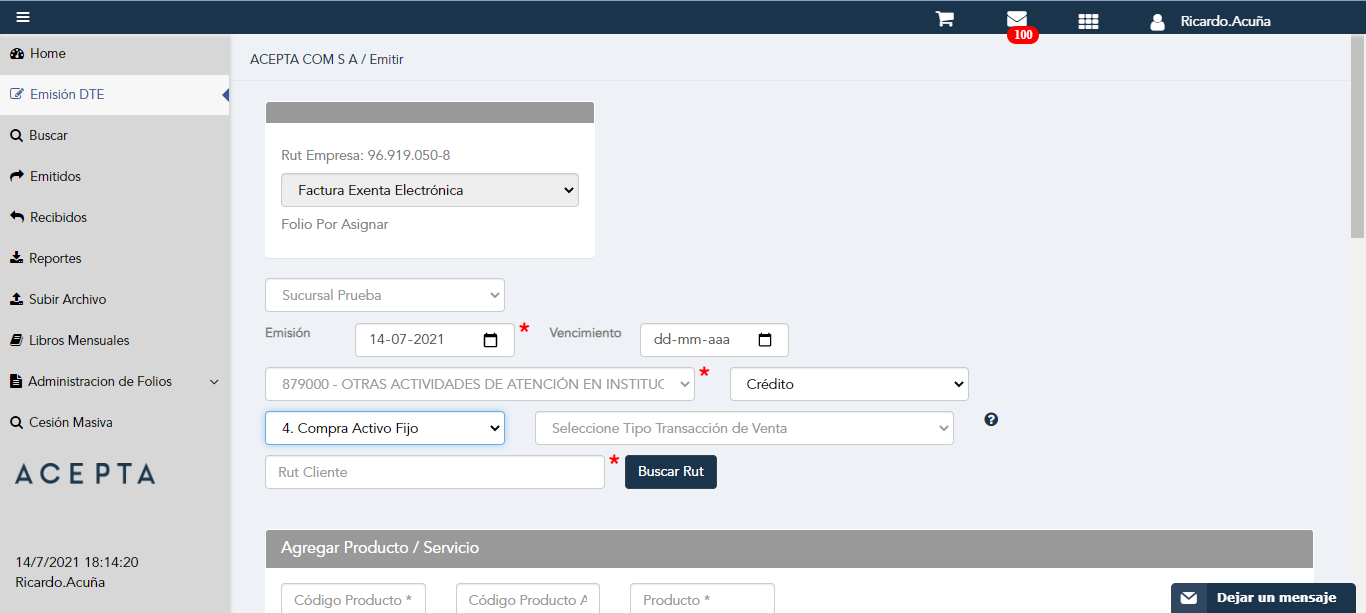 Ricardo.Acuña
100
Home
Emisión DTE
Buscar
Emitidos
Recibidos
Reportes
Subir Archivo
Libros Mensuales
Administracion de Folios
Cesión Masiva
ACEPTA
14/7/2021 18:14:20
Ricardo.Acuña
ACEPTA COM S A / Emitir
Rut Empresa: 96.919.050-8
Factura Exenta Electrónica
Folio Por Asignar
Sucursal Prueba
Emisión 14-07-2021 * Vencimiento dd-mm-aaa
879000 - OTRAS ACTIVIDADES DE ATENCIÓN EN INSTITUC * Crédito
4. Compra Activo Fijo Seleccione Tipo Transacción de Venta ?
Rut Cliente * Buscar Rut
Agregar Producto / Servicio
Código Producto * Código Producto A Producto *
Dejar un mensaje